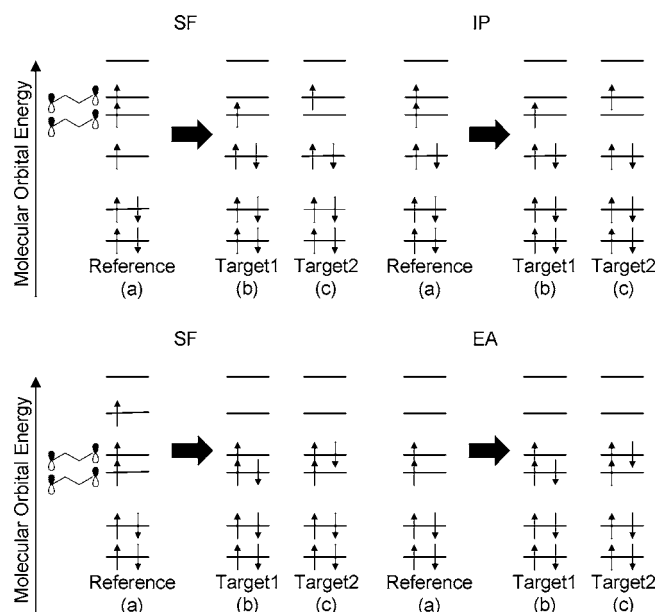 SF IP
Molecular Orbital Energy
Reference Target1 Target2 Reference Target1 Target2
(a) (b) (c) (a) (b) (c)
SF EA
Molecular Orbital Energy
Reference Target1 Target2 Reference Target1 Target2
(a) (b) (c) (a) (b) (c)